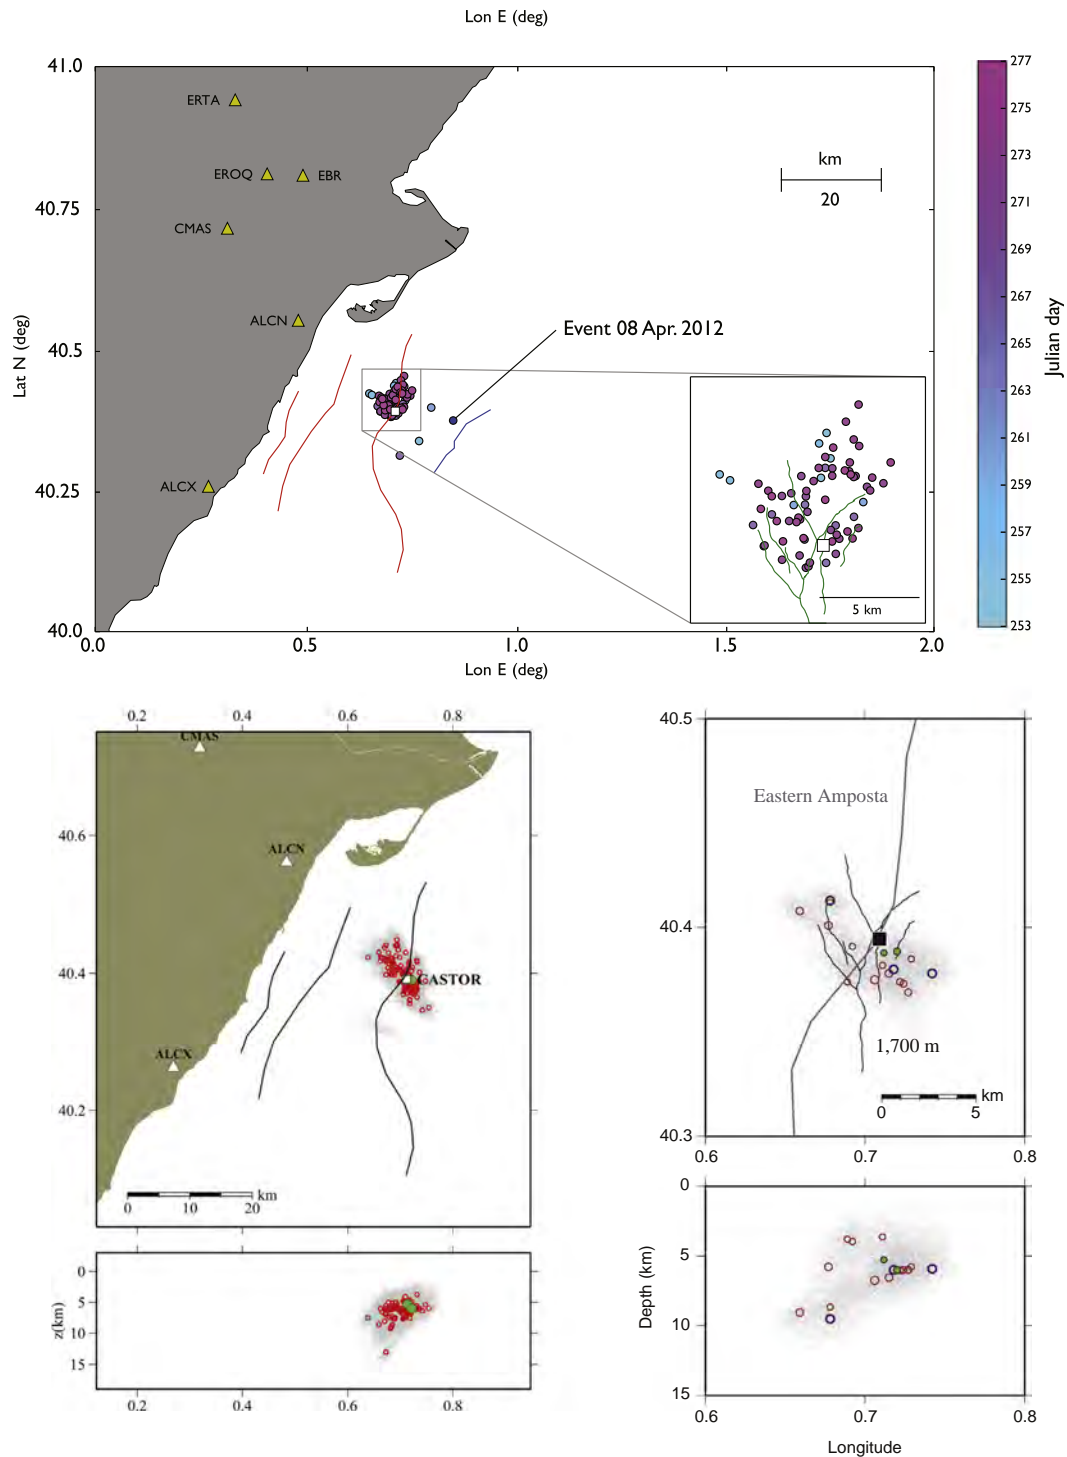 Lon E (deg)
41.0
40.75
40.5
40.25
40.0
Lat N (deg)
ERTA
EROQ
EBR
CMAS
ALCN
ALCX
km
20
Event 08 Apr. 2012
5 km
0.0
0.5
1.0
1.5
2.0
Lon E (deg)
277
275
273
271
269
267
265
263
261
259
257
255
253
Julian day
0.2
0.4
0.6
0.8
40.6
40.4
40.2
CMAS
ALCN
CASTOR
ALCX
km
0
10
20
0
5
10
15
z(km)
0.2
0.4
0.6
0.8
40.5
40.4
40.3
Eastern Amposta
1,700 m
km
0
5
0.6
0.7
0.8
0
5
10
15
Depth (km)
0.6
0.7
0.8
Longitude